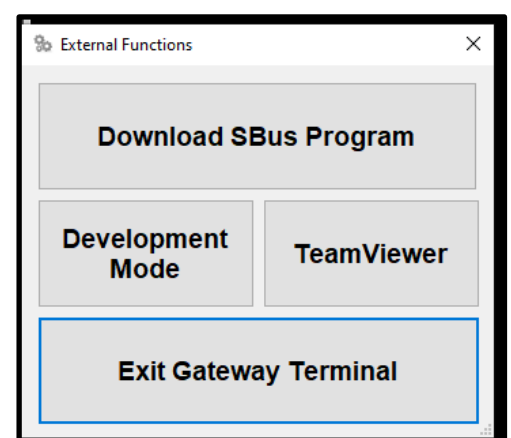 External Functions
Download SBus Program
Development
Mode
TeamViewer
Exit Gateway Terminal